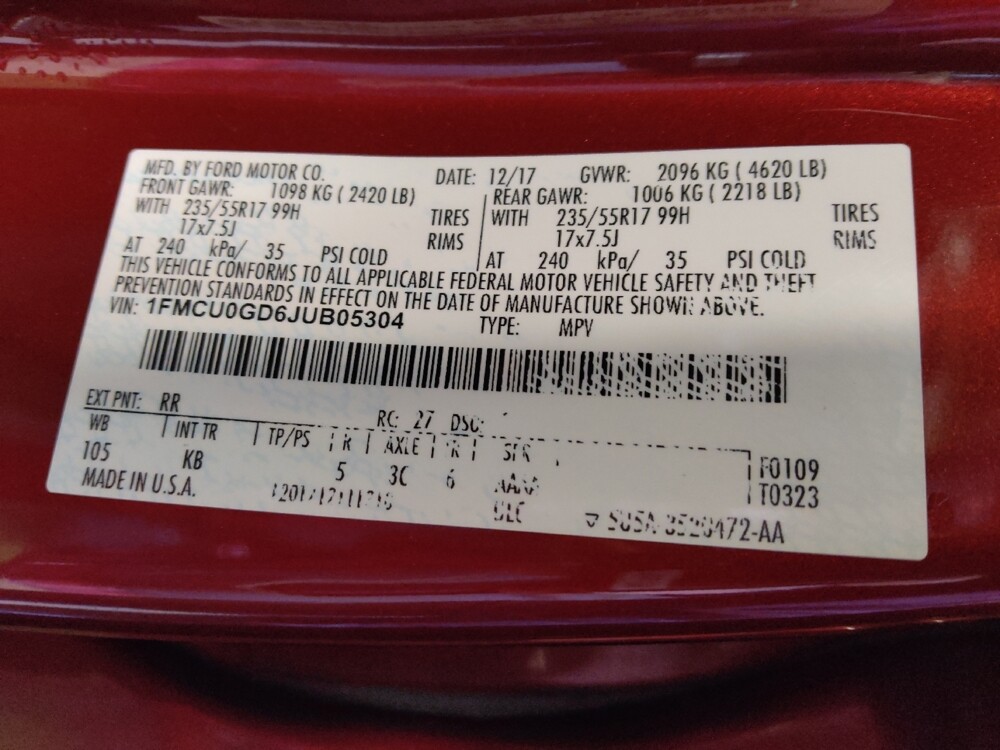 MFD. BY FORD MOTOR CO. DATE: 12/17 GVWR: 2096 KG ( 4620 LB)
FRONT GAWR: 1098 KG ( 2420 LB) REAR GAWR: 1006 KG ( 2218 LB)
WITH 235/55R17 99H TIRES WITH 235/55R17 99H TIRES
17x7.5J RIMS 17x7.5J RIMS
AT 240 kPa/ 35 PSI COLD AT 240 kPa/ 35 PSI COLD
THIS VEHICLE CONFORMS TO ALL APPLICABLE FEDERAL MOTOR VEHICLE SAFETY AND THEFT
PREVENTION STANDARDS IN EFFECT ON THE DATE OF MANUFACTURE SHOWN ABOVE.
VIN: 1FMCU0GD6JUB05304 TYPE: MPV
EXT PNT: RR RC: 27 DSO:
WB INT TR TP/PS R AXLE R SPR F0109
105 KB 5 3C 6 T0323
MADE IN U.S.A.